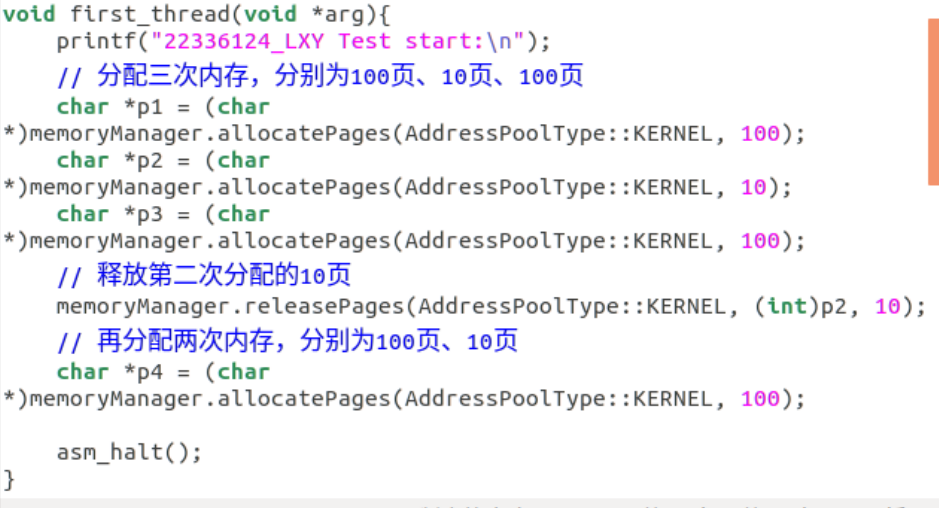 void first_thread(void *arg){
    printf("22336124_LXY Test start:\n");
    // 分配三次内存，分别为100页、10页、100页
    char *p1 = (char
*)memoryManager.allocatePages(AddressPoolType::KERNEL, 100);
    char *p2 = (char
*)memoryManager.allocatePages(AddressPoolType::KERNEL, 10);
    char *p3 = (char
*)memoryManager.allocatePages(AddressPoolType::KERNEL, 100);
    // 释放第二次分配的10页
    memoryManager.releasePages(AddressPoolType::KERNEL, (int)p2, 10);
    // 再分配两次内存，分别为100页、10页
    char *p4 = (char
*)memoryManager.allocatePages(AddressPoolType::KERNEL, 100);
    asm_halt();
}